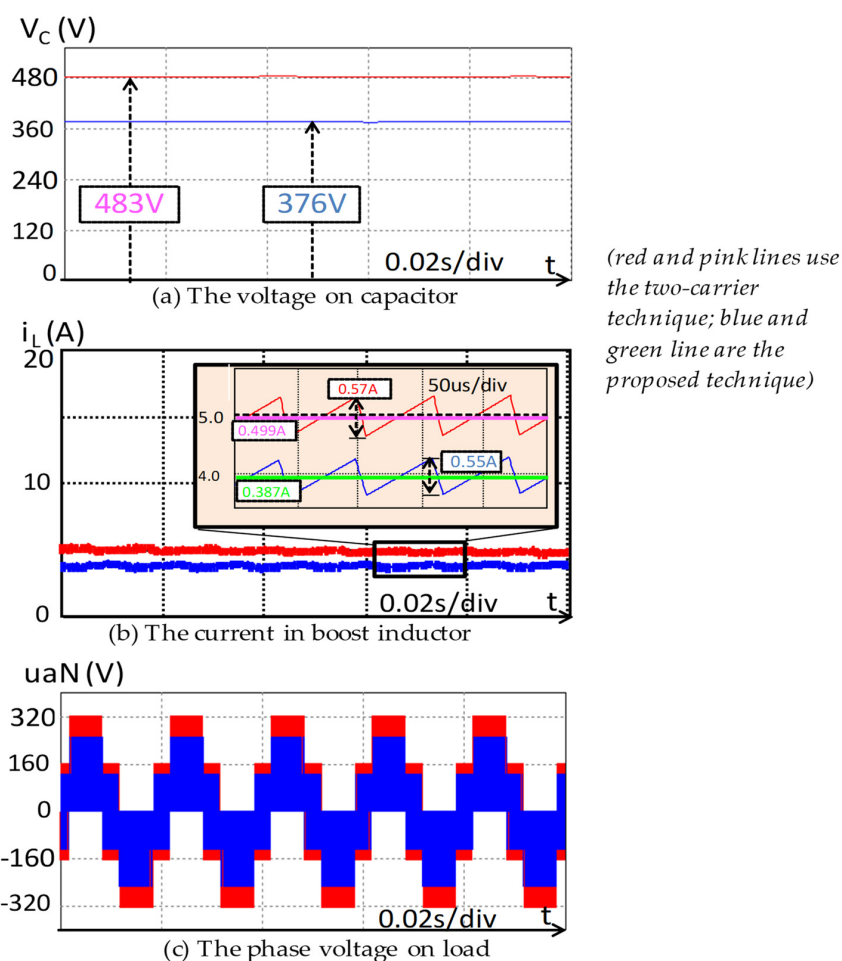 V_C (V)
480
360
240
120
0
483V
376V
0.02s/div
t
(a) The voltage on capacitor
(red and pink lines use
the two-carrier
technique; blue and
green line are the
proposed technique)
i_L (A)
20
10
0
0.57A
50us/div
5.0
0.499A
4.0
0.387A
0.55A
0.02s/div
t
(b) The current in boost inductor
uaN (V)
320
160
0
-160
-320
0.02s/div
t
(c) The phase voltage on load